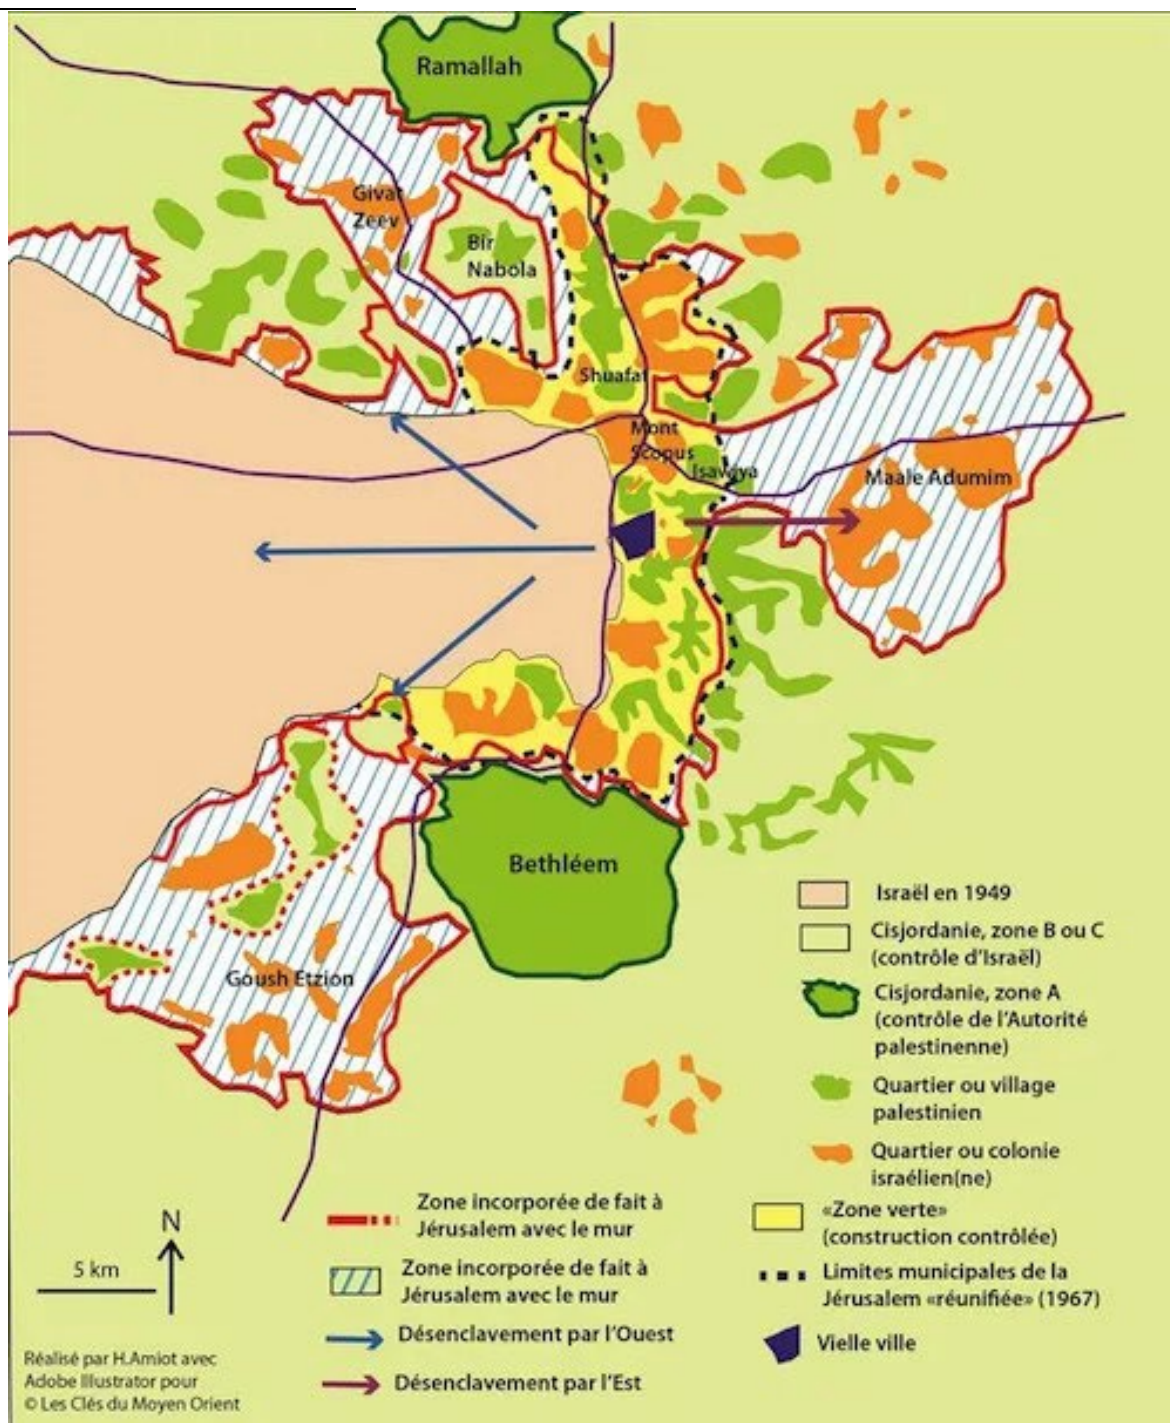 Ramallah
Givat
Zeev
Bir
Nabola
Shuafat
Mont
Scopus
Isawya
Maale Adumim
Bethléem
Goush Etzion
Israël en 1949
Cisjordanie, zone B ou C
(contrôle d'Israël)
Cisjordanie, zone A
(contrôle de l'Autorité
palestinenne)
Quartier ou village
palestinien
Quartier ou colonie
israélien(ne)
«Zone verte»
(construction contrôlée)
Limites municipales de la
Jérusalem «réunifiée» (1967)
Vielle ville
Zone incorporée de fait à
Jérusalem avec le mur
Zone incorporée de fait à
Jérusalem avec le mur
Désenclavement par l'Ouest
Désenclavement par l'Est
N
5 km
Réalisé par H.Amiot avec
Adobe Illustrator pour
© Les Clés du Moyen Orient